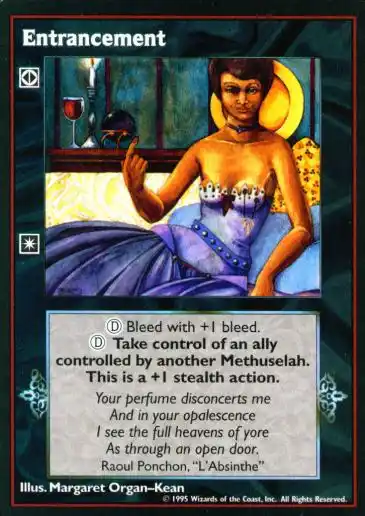 Entrancement
Ⓓ Bleed with +1 bleed.
Ⓓ Take control of an ally
controlled by another Methuselah.
This is a +1 stealth action.
Your perfume disconcerts me
And in your opalescence
I see the full heavens of yore
As through an open door.
Raoul Ponchon, "L'Absinthe"
Illus. Margaret Organ–Kean
© 1995 Wizards of the Coast, Inc. All Rights Reserved.